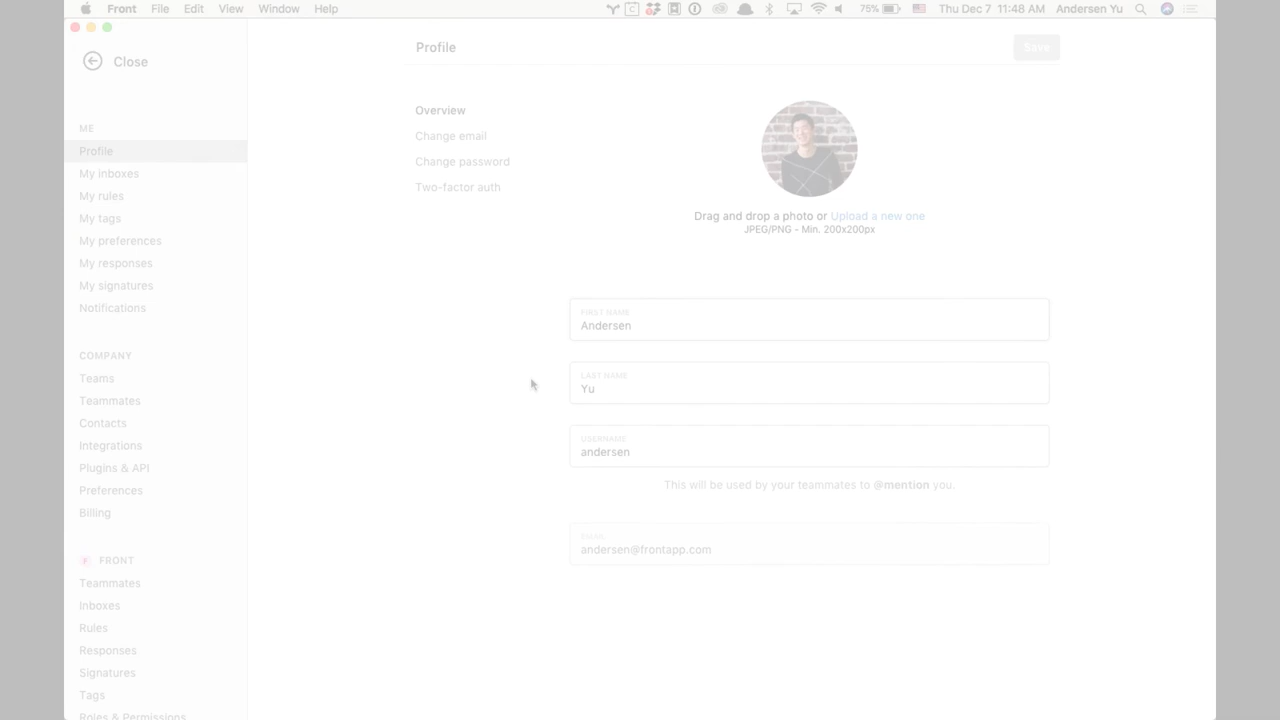 Front File Edit View Window Help 75% Thu Dec 7 11:48 AM Andersen Yu
Close
Profile
Save
ME
Profile
My inboxes
My rules
My tags
My preferences
My responses
My signatures
Notifications
COMPANY
Teams
Teammates
Contacts
Integrations
Plugins & API
Preferences
Billing
F FRONT
Teammates
Inboxes
Rules
Responses
Signatures
Tags
Roles & Permissions
Overview
Change email
Change password
Two-factor auth
Drag and drop a photo or Upload a new one
JPEG/PNG - Min. 200x200px
FIRST NAME
Andersen
LAST NAME
Yu
USERNAME
andersen
This will be used by your teammates to @mention you.
EMAIL
andersen@frontapp.com